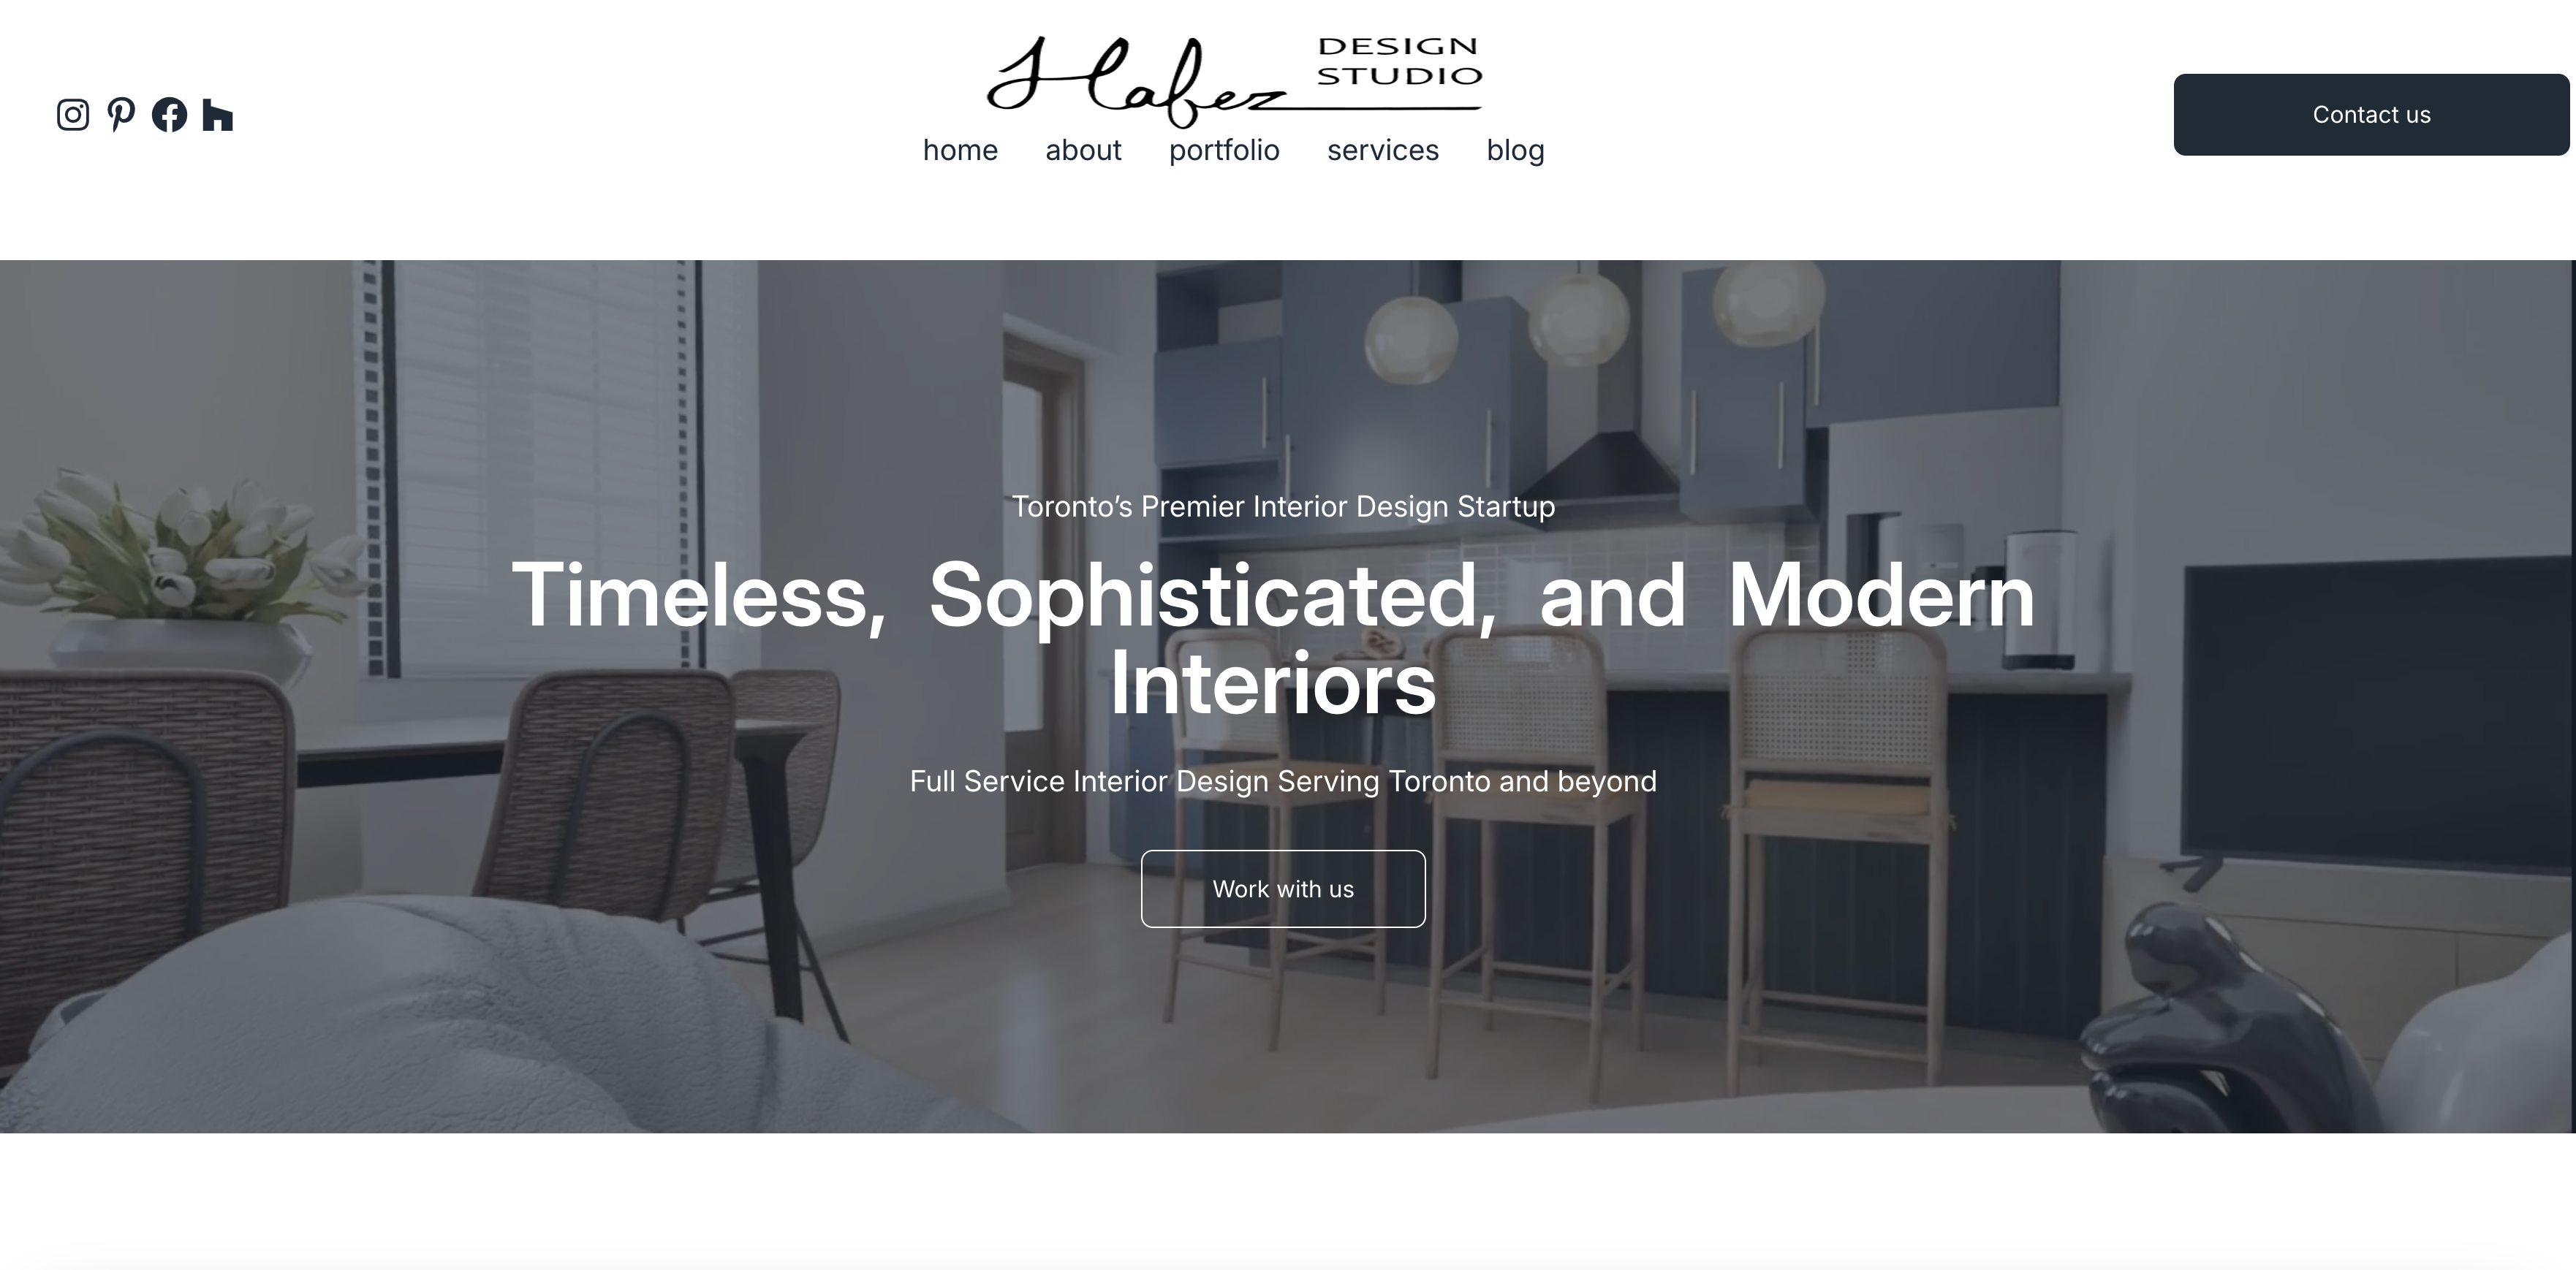 Hafez DESIGN
STUDIO
home about portfolio services blog
Contact us
Toronto’s Premier Interior Design Startup
Timeless, Sophisticated, and Modern
Interiors
Full Service Interior Design Serving Toronto and beyond
Work with us